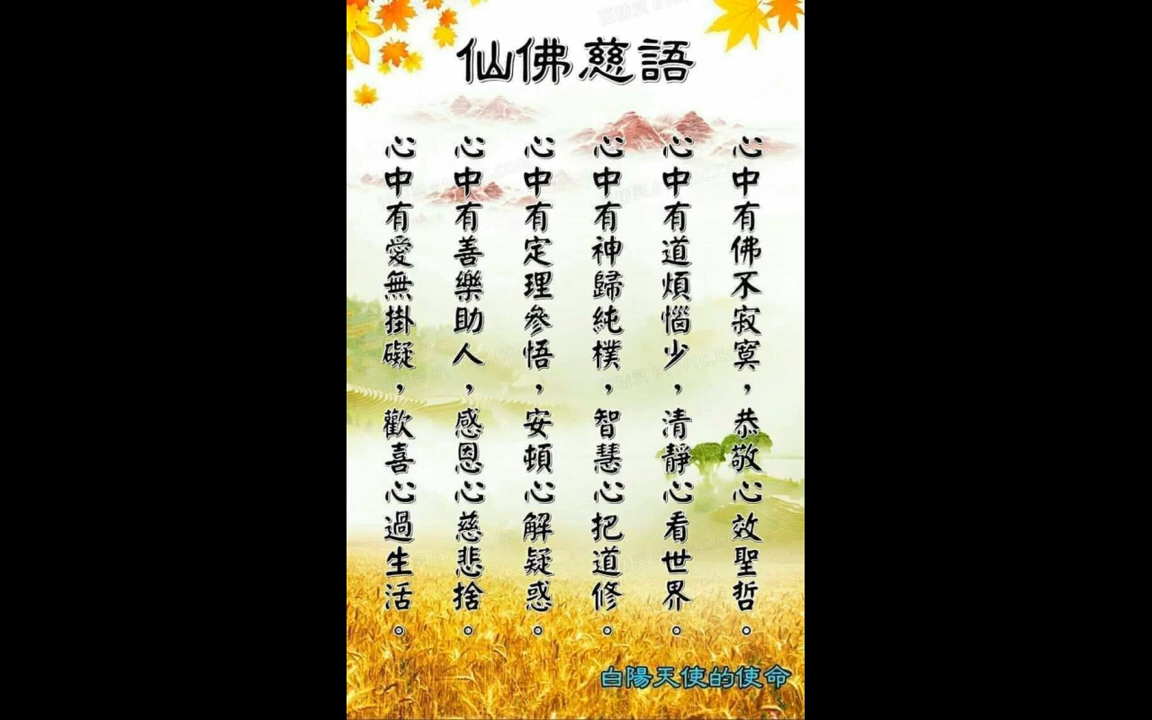 仙佛慈語
心中有佛不寂寞，恭敬心效聖哲。
心中有道煩惱少，清靜心看世界。
心中有神歸純樸，智慧心把道修。
心中有定理參悟，安頓心解疑惑。
心中有善樂助人，感恩心慈悲捨。
心中有愛無掛礙，歡喜心過生活。
白陽天使的使命